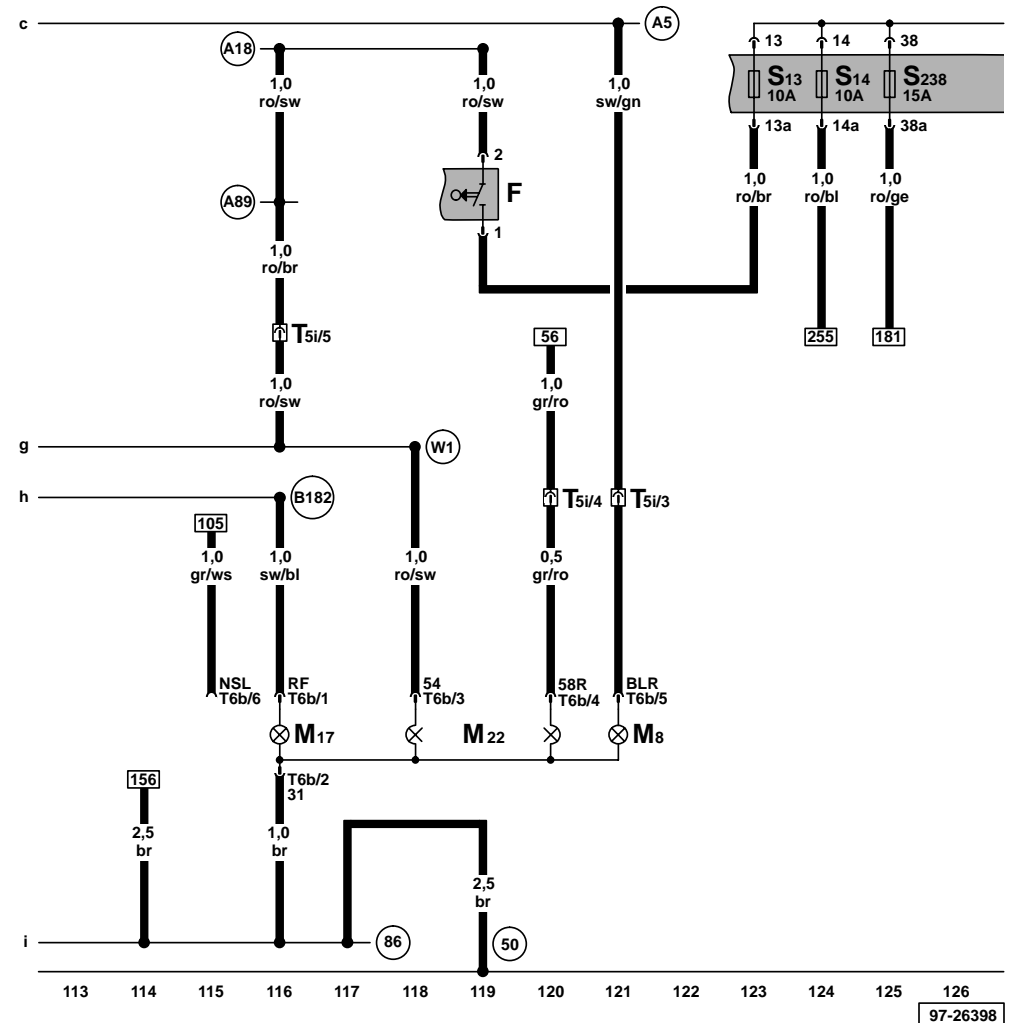 c
A5
13 14 38
A18
S13 S14 S238
10A 10A 15A
1,0 1,0 1,0
ro/sw ro/sw sw/gn
13a 14a 38a
2
F
1,0 1,0 1,0
ro/br ro/bl ro/ge
A89
1
1,0
ro/br
T5i/5
56
255 181
1,0 1,0
ro/sw gr/ro
g
W1
h
B182
T5i/4 T5i/3
105
1,0 1,0 1,0 0,5
gr/ws sw/bl ro/sw gr/ro
NSL RF 54 58R BLR
T6b/6 T6b/1 T6b/3 T6b/4 T6b/5
M17 M22 M8
156
T6b/2
31
2,5 1,0
br br
2,5
br
i
86
50
113 114 115 116 117 118 119 120 121 122 123 124 125 126
97-26398